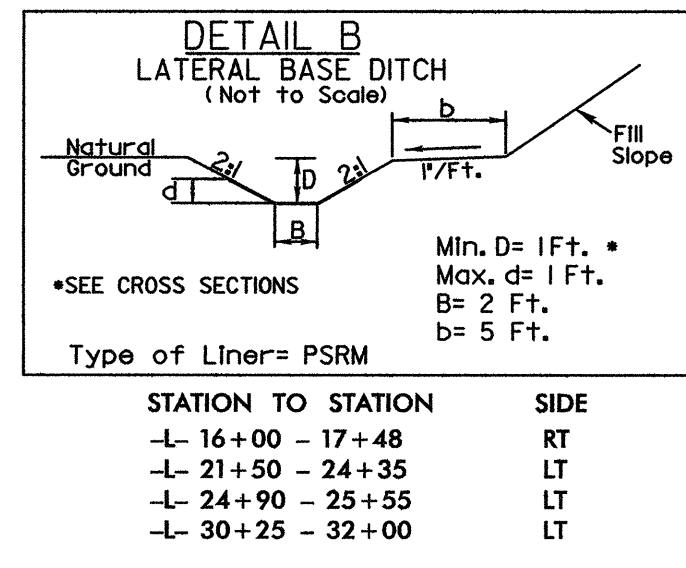 DETAIL B
LATERAL BASE DITCH
(Not to Scale)
b
Natural
Ground
2:1
d
D
2:1
1"/Ft.
Fill
Slope
B
Min. D= 1Ft. *
Max. d= 1 Ft.
B= 2 Ft.
b= 5 Ft.
*SEE CROSS SECTIONS
Type of Liner= PSRM
STATION TO STATION SIDE
-L- 16+00 - 17+48 RT
-L- 21+50 - 24+35 LT
-L- 24+90 - 25+55 LT
-L- 30+25 - 32+00 LT